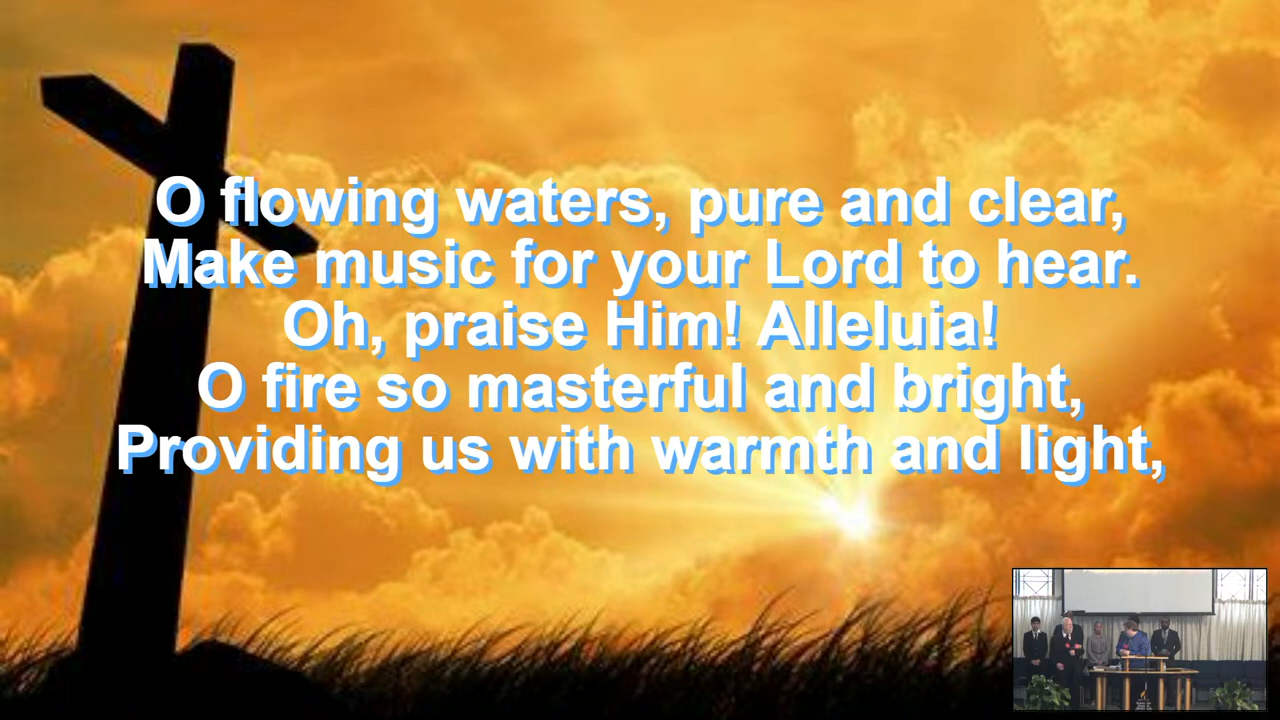 O flowing waters, pure and clear,
Make music for your Lord to hear.
Oh, praise Him! Alleluia!
O fire so masterful and bright,
Providing us with warmth and light,